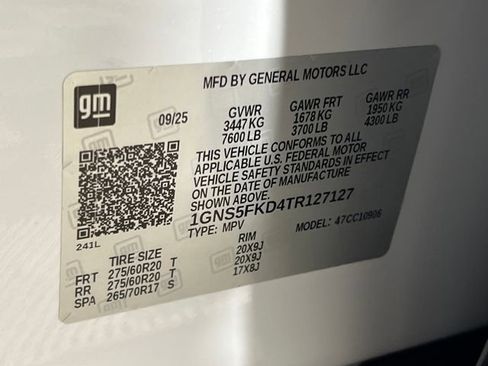 MFD BY GENERAL MOTORS LLC
gm
09/25
GVWR GAWR FRT GAWR RR
3447 KG 1678 KG 1950 KG
7600 LB 3700 LB 4300 LB
THIS VEHICLE CONFORMS TO ALL
APPLICABLE U.S. FEDERAL MOTOR
VEHICLE SAFETY STANDARDS IN EFFECT
ON THE DATE OF MANUFACTURE
SHOWN ABOVE.
1GNS5FKD4TR127127
TYPE: MPV MODEL: 47CC10906
241L
TIRE SIZE RIM
FRT 275/60R20 T 20X9J
RR 275/60R20 T 20X9J
SPA 265/70R17 S 17X8J